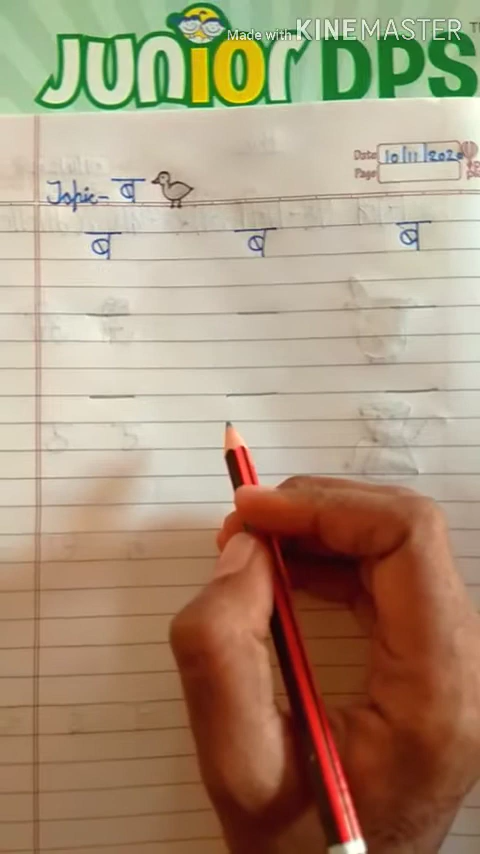 Made with KINEMASTER
JUNIOR DPS
Date 10/11/2020
Page
Topic- ब
ब ब ब